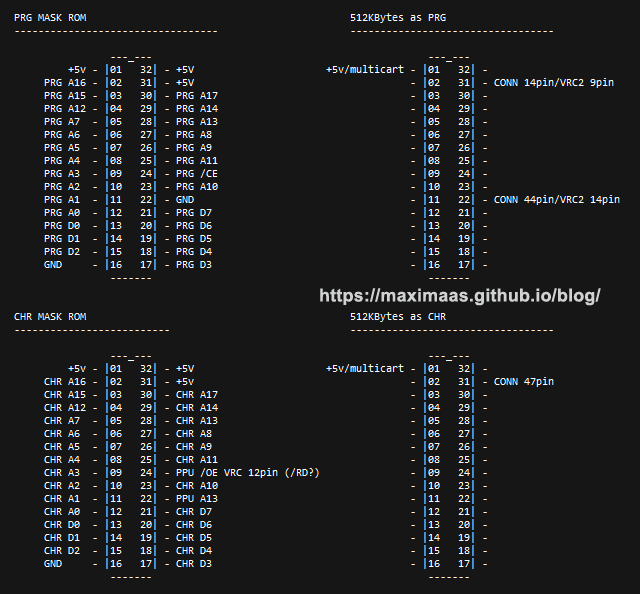 PRG MASK ROM                                            512KBytes as PRG
----------------------------------                      ----------------------------------
                ---_---                                              ---_---
         +5v - |01   32| - +5V                      +5v/multicart - |01   32| -
     PRG A16 - |02   31| - +5V                                    - |02   31| - CONN 14pin/VRC2 9pin
     PRG A15 - |03   30| - PRG A17                                - |03   30| -
     PRG A12 - |04   29| - PRG A14                                - |04   29| -
     PRG A7  - |05   28| - PRG A13                                - |05   28| -
     PRG A6  - |06   27| - PRG A8                                 - |06   27| -
     PRG A5  - |07   26| - PRG A9                                 - |07   26| -
     PRG A4  - |08   25| - PRG A11                                - |08   25| -
     PRG A3  - |09   24| - PRG /CE                                - |09   24| -
     PRG A2  - |10   23| - PRG A10                                - |10   23| -
     PRG A1  - |11   22| - GND                                    - |11   22| - CONN 44pin/VRC2 14pin
     PRG A0  - |12   21| - PRG D7                                 - |12   21| -
     PRG D0  - |13   20| - PRG D6                                 - |13   20| -
     PRG D1  - |14   19| - PRG D5                                 - |14   19| -
     PRG D2  - |15   18| - PRG D4                                 - |15   18| -
     GND     - |16   17| - PRG D3                                 - |16   17| -
                -------                                              -------
https://maximaas.github.io/blog/
CHR MASK ROM                                            512KBytes as CHR
--------------------------                              ----------------------------------
                ---_---                                              ---_---
         +5v - |01   32| - +5V                      +5v/multicart - |01   32| -
     CHR A16 - |02   31| - +5v                                    - |02   31| - CONN 47pin
     CHR A15 - |03   30| - CHR A17                                - |03   30| -
     CHR A12 - |04   29| - CHR A14                                - |04   29| -
     CHR A7  - |05   28| - CHR A13                                - |05   28| -
     CHR A6  - |06   27| - CHR A8                                 - |06   27| -
     CHR A5  - |07   26| - CHR A9                                 - |07   26| -
     CHR A4  - |08   25| - CHR A11                                - |08   25| -
     CHR A3  - |09   24| - PPU /OE VRC 12pin (/RD?)               - |09   24| -
     CHR A2  - |10   23| - CHR A10                                - |10   23| -
     CHR A1  - |11   22| - PPU A13                                - |11   22| -
     CHR A0  - |12   21| - CHR D7                                 - |12   21| -
     CHR D0  - |13   20| - CHR D6                                 - |13   20| -
     CHR D1  - |14   19| - CHR D5                                 - |14   19| -
     CHR D2  - |15   18| - CHR D4                                 - |15   18| -
     GND     - |16   17| - CHR D3                                 - |16   17| -
                -------                                              -------